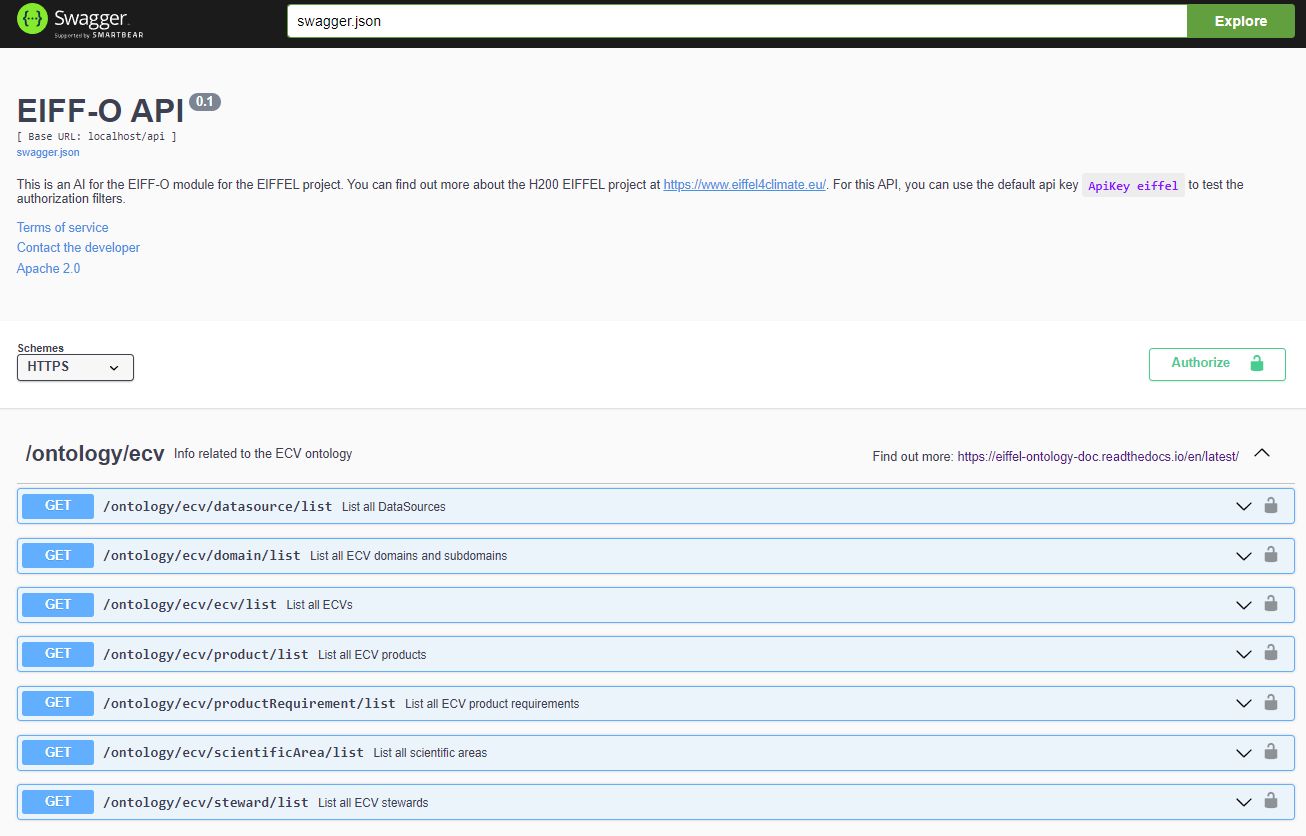 Swagger
Supported by SMARTBEAR
swagger.json
Explore
EIFF-O API 0.1
[ Base URL: localhost/api ]
swagger.json
This is an AI for the EIFF-O module for the EIFFEL project. You can find out more about the H200 EIFFEL project at https://www.eiffel4climate.eu/. For this API, you can use the default api key ApiKey eiffel to test the
authorization filters.
Terms of service
Contact the developer
Apache 2.0
Schemes
HTTPS
Authorize
/ontology/ecv Info related to the ECV ontology
Find out more: https://eiffel-ontology-doc.readthedocs.io/en/latest/
GET /ontology/ecv/datasource/list List all DataSources
GET /ontology/ecv/domain/list List all ECV domains and subdomains
GET /ontology/ecv/ecv/list List all ECVs
GET /ontology/ecv/product/list List all ECV products
GET /ontology/ecv/productRequirement/list List all ECV product requirements
GET /ontology/ecv/scientificArea/list List all scientific areas
GET /ontology/ecv/steward/list List all ECV stewards